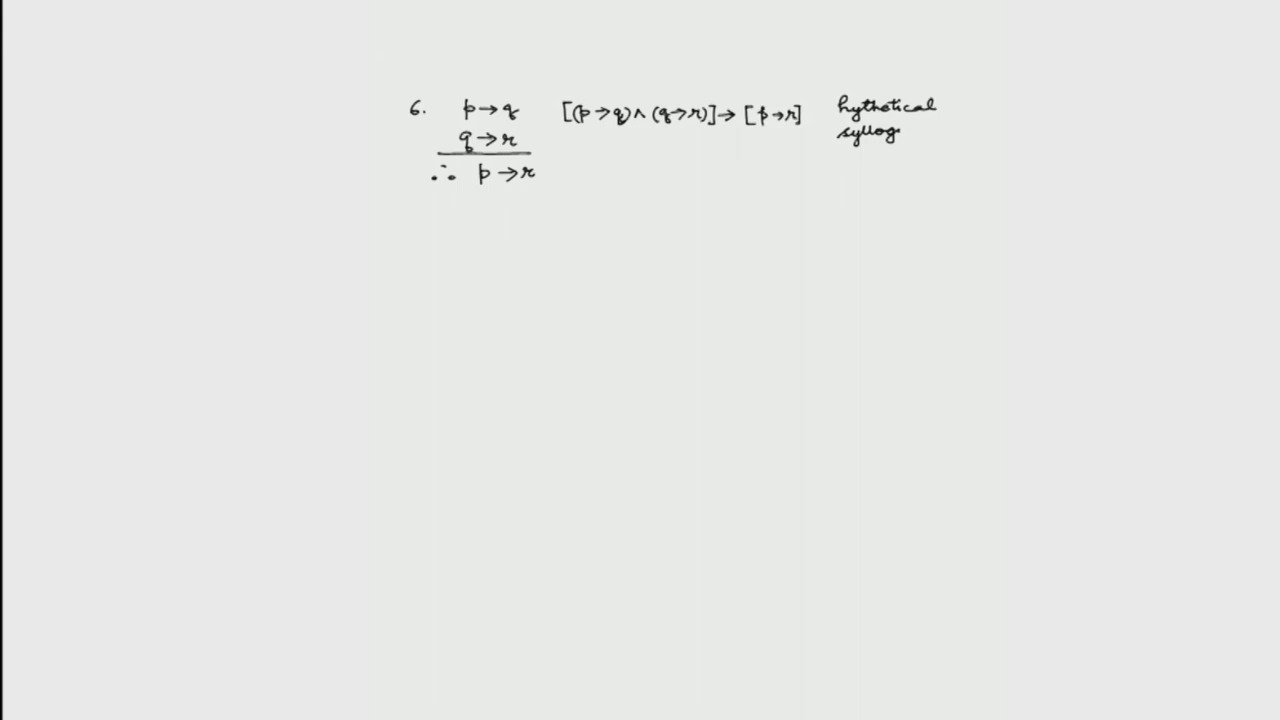 6. p→q [(p→q)∧(q→r)]→[p→r] hythetical
q→r syllog
∴ p→r